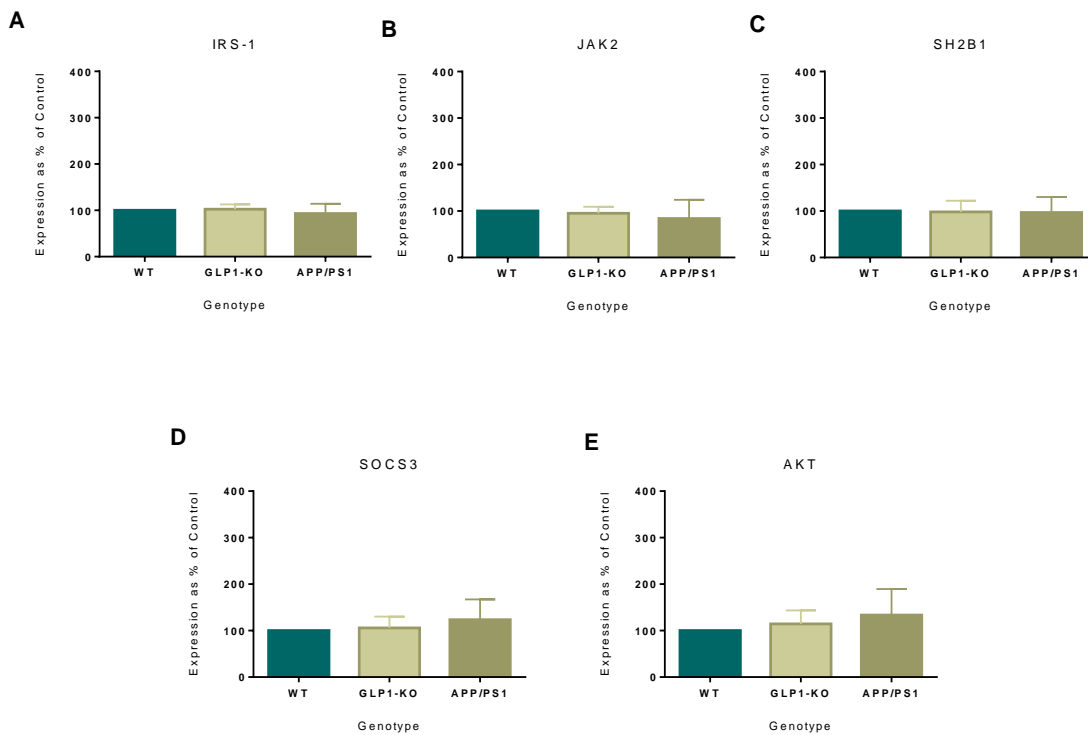 A
IRS-1
Expression as % of Control
400
300
200
100
0
WT GLP1-KO APP/PS1
Genotype
B
JAK2
Expression as % of Control
400
300
200
100
0
WT GLP1-KO APP/PS1
Genotype
C
SH2B1
Expression as % of Control
400
300
200
100
0
WT GLP1-KO APP/PS1
Genotype
D
SOCS3
Expression as % of Control
400
300
200
100
0
WT GLP1-KO APP/PS1
Genotype
E
AKT
Expression as % of Control
400
300
200
100
0
WT GLP1-KO APP/PS1
Genotype